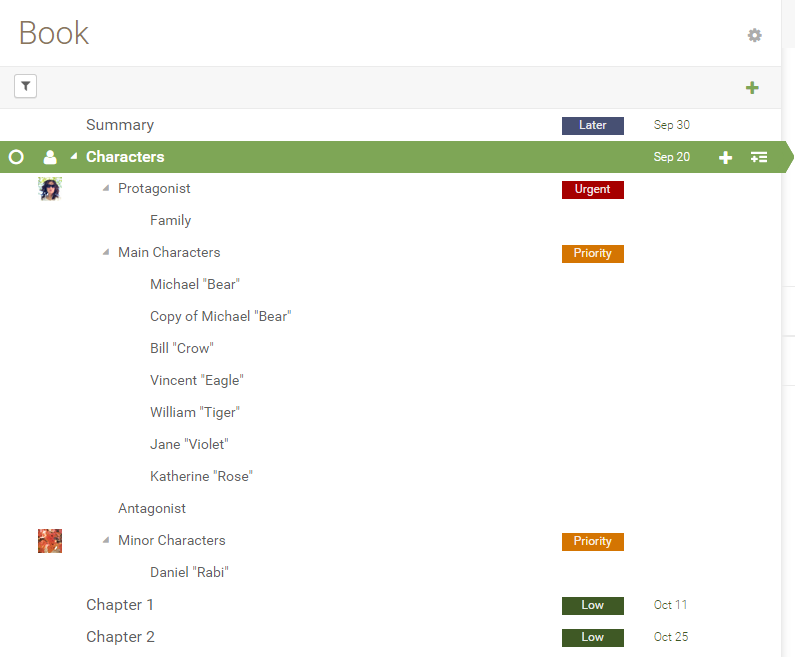 Book
Summary Later Sep 30
Characters Sep 20
Protagonist Urgent
Family
Main Characters Priority
Michael "Bear"
Copy of Michael "Bear"
Bill "Crow"
Vincent "Eagle"
William "Tiger"
Jane "Violet"
Katherine "Rose"
Antagonist
Minor Characters Priority
Daniel "Rabi"
Chapter 1 Low Oct 11
Chapter 2 Low Oct 25